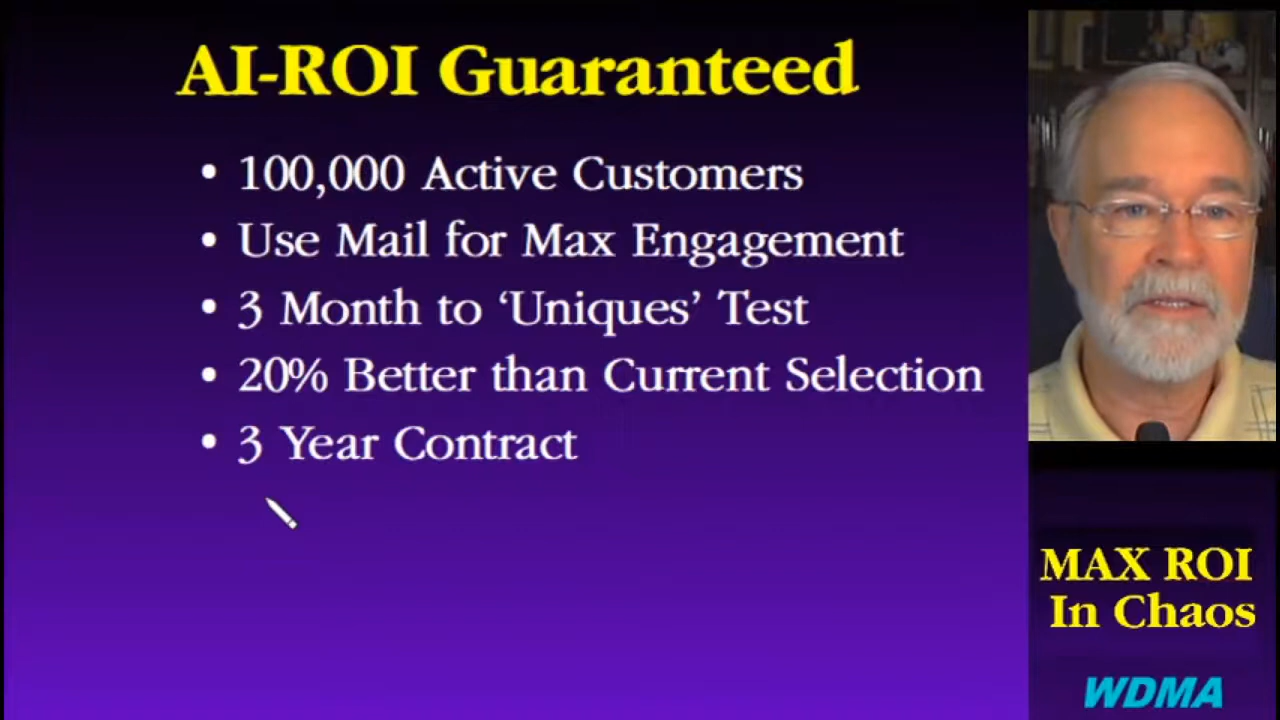 AI-ROI Guaranteed
• 100,000 Active Customers
• Use Mail for Max Engagement
• 3 Month to ‘Uniques’ Test
• 20% Better than Current Selection
• 3 Year Contract
MAX ROI
In Chaos
WDMA